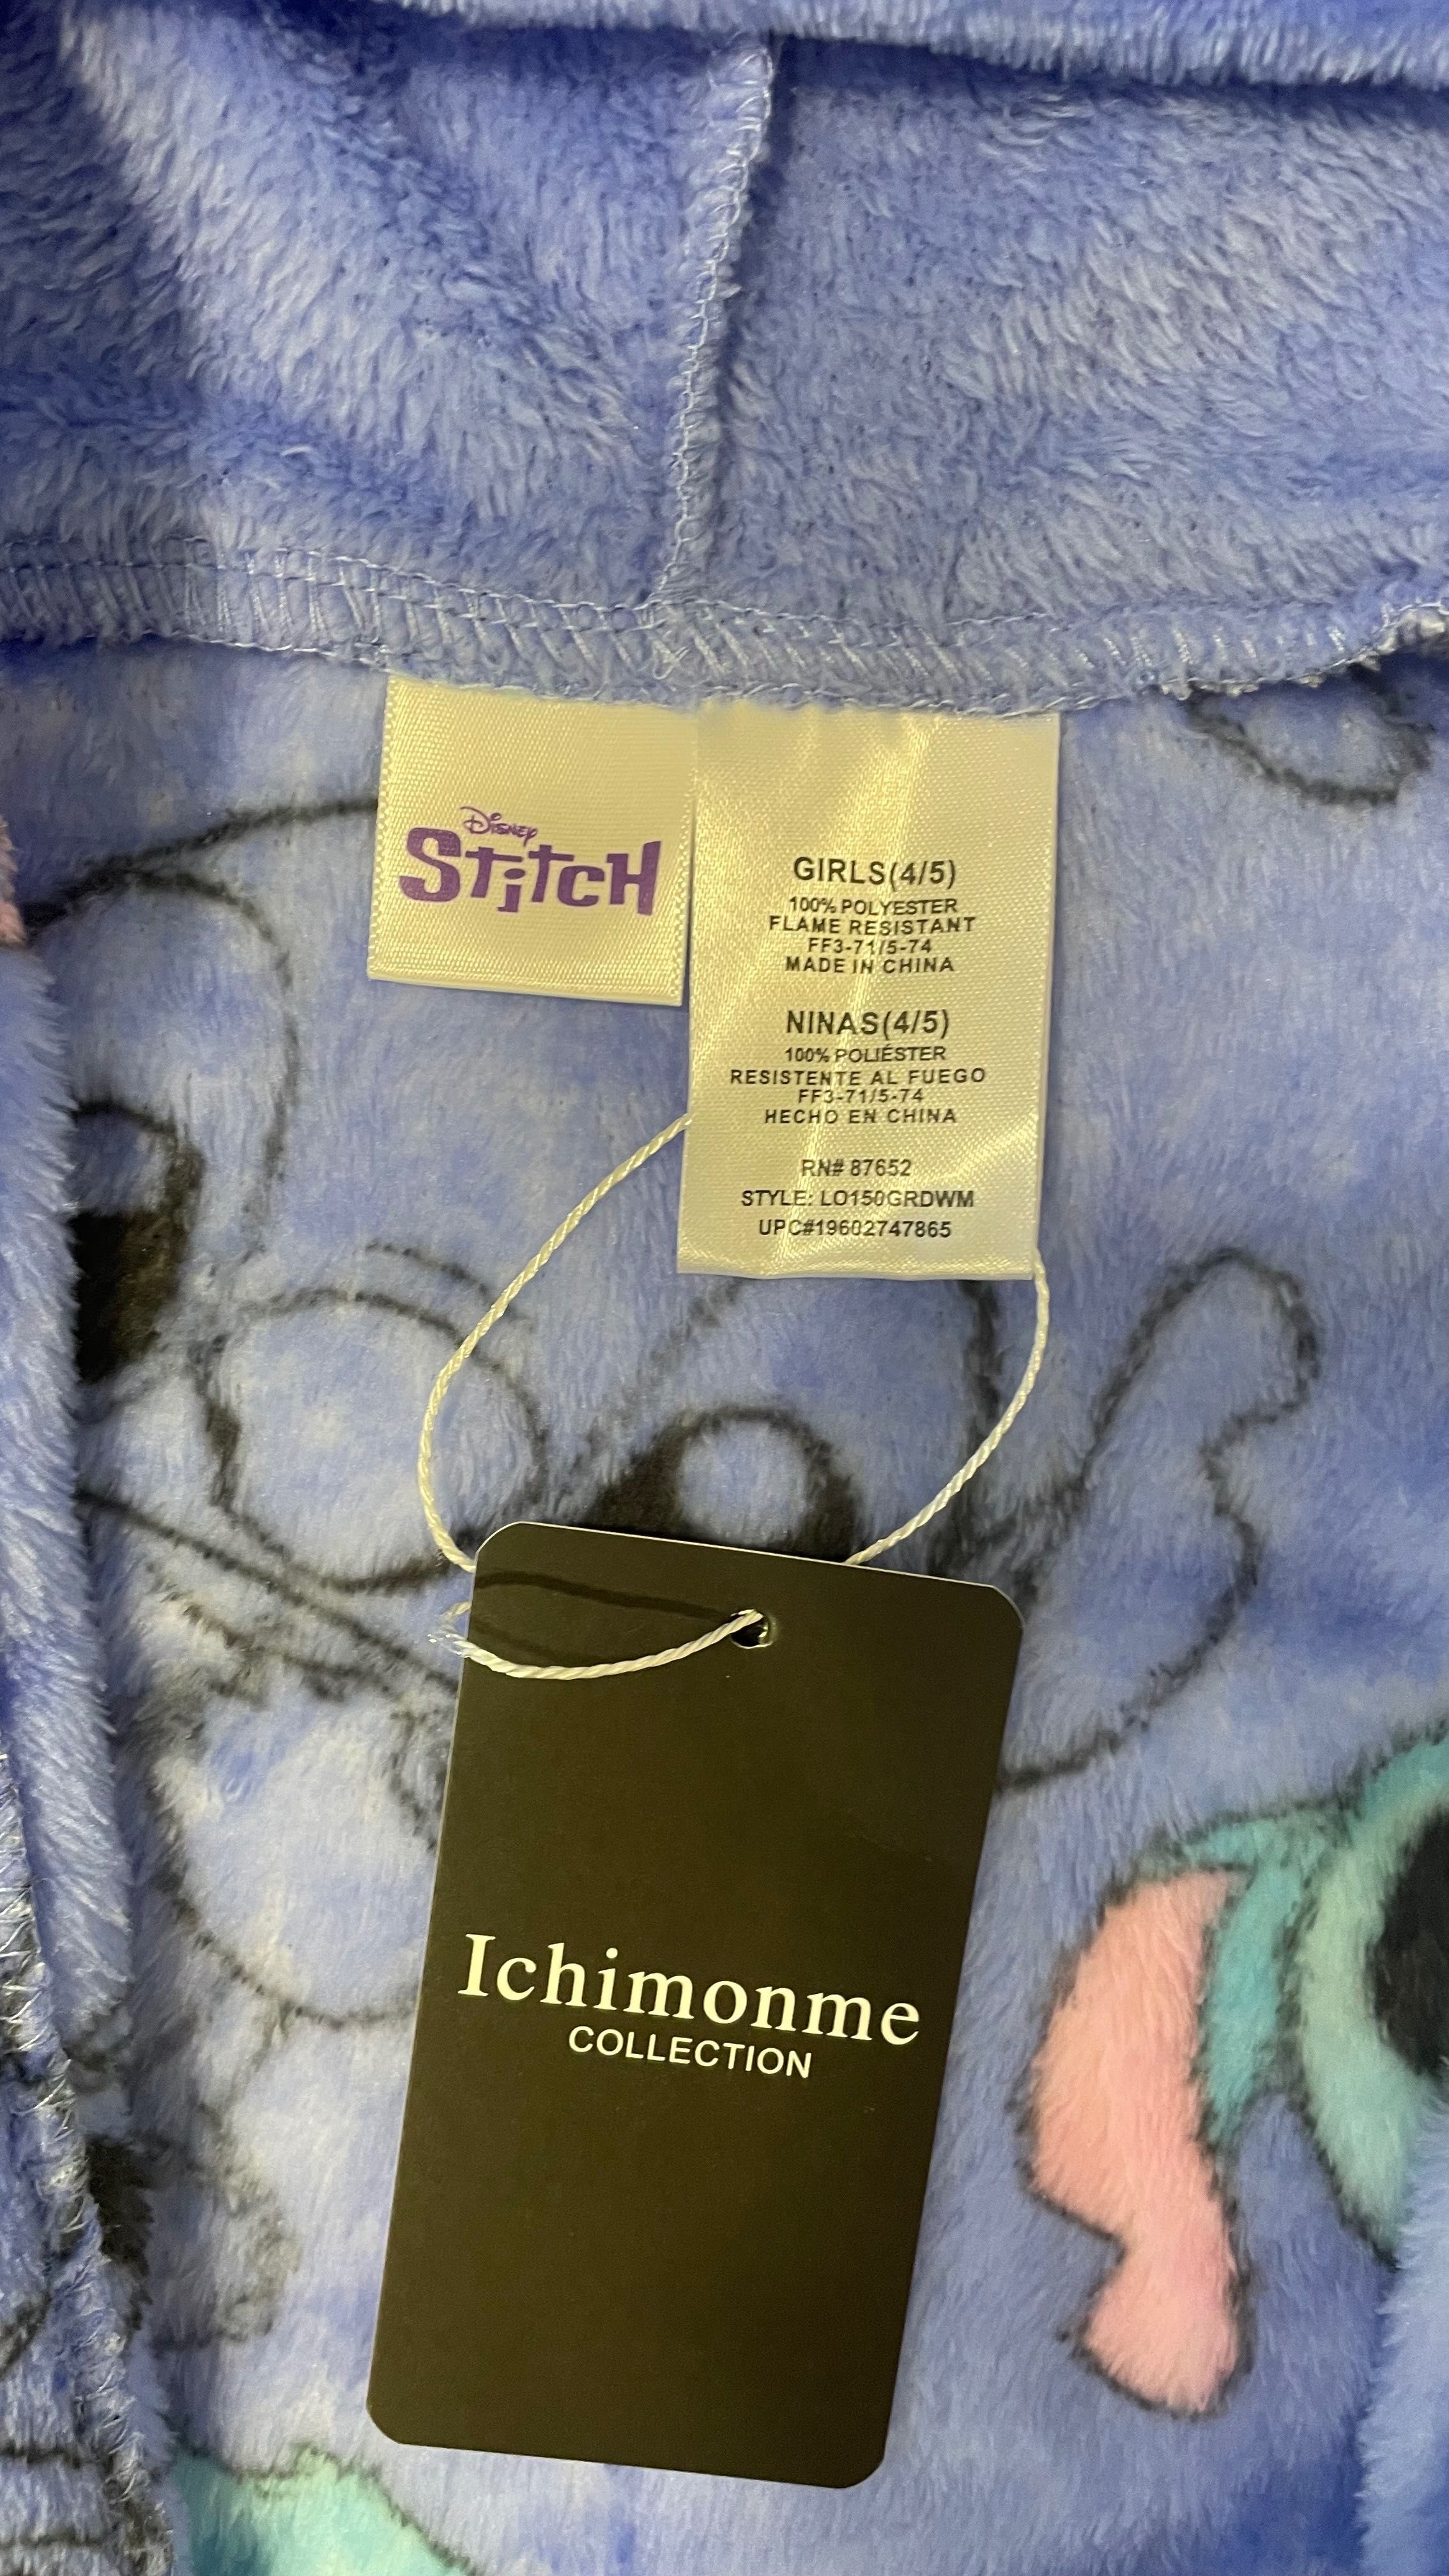 Disney
Stitch
GIRLS(4/5)
100% POLYESTER
FLAME RESISTANT
FF3-71/5-74
MADE IN CHINA
NINAS(4/5)
100% POLIÉSTER
RESISTENTE AL FUEGO
FF3-71/5-74
HECHO EN CHINA
RN# 87652
STYLE: LO150GRDWM
UPC#19602747865
Ichimonme
COLLECTION